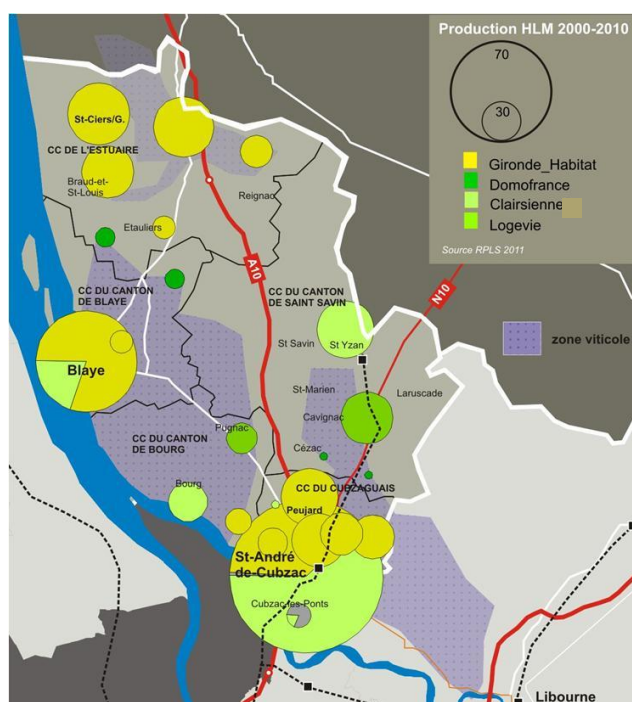 Production HLM 2000-2010
70
30
Gironde_Habitat
Domofrance
Clairsienne
Logevie
Source RPLS 2011
zone viticole
St-Ciers/G.
CC DE L'ESTUAIRE
Braud-et-
St-Louis
Reignac
Etauliers
A10
N10
CC DU CANTON
DE BLAYE
CC DU CANTON
DE SAINT SAVIN
St Savin
St Yzan
Blaye
St-Marien
Laruscade
Cavignac
Pugnac
CC DU CANTON
DE BOURG
Cézac
Bourg
CC DU CUBZAGUAIS
Peujard
St-André
de-Cubzac
Cubzac-les-Ponts
Libourne